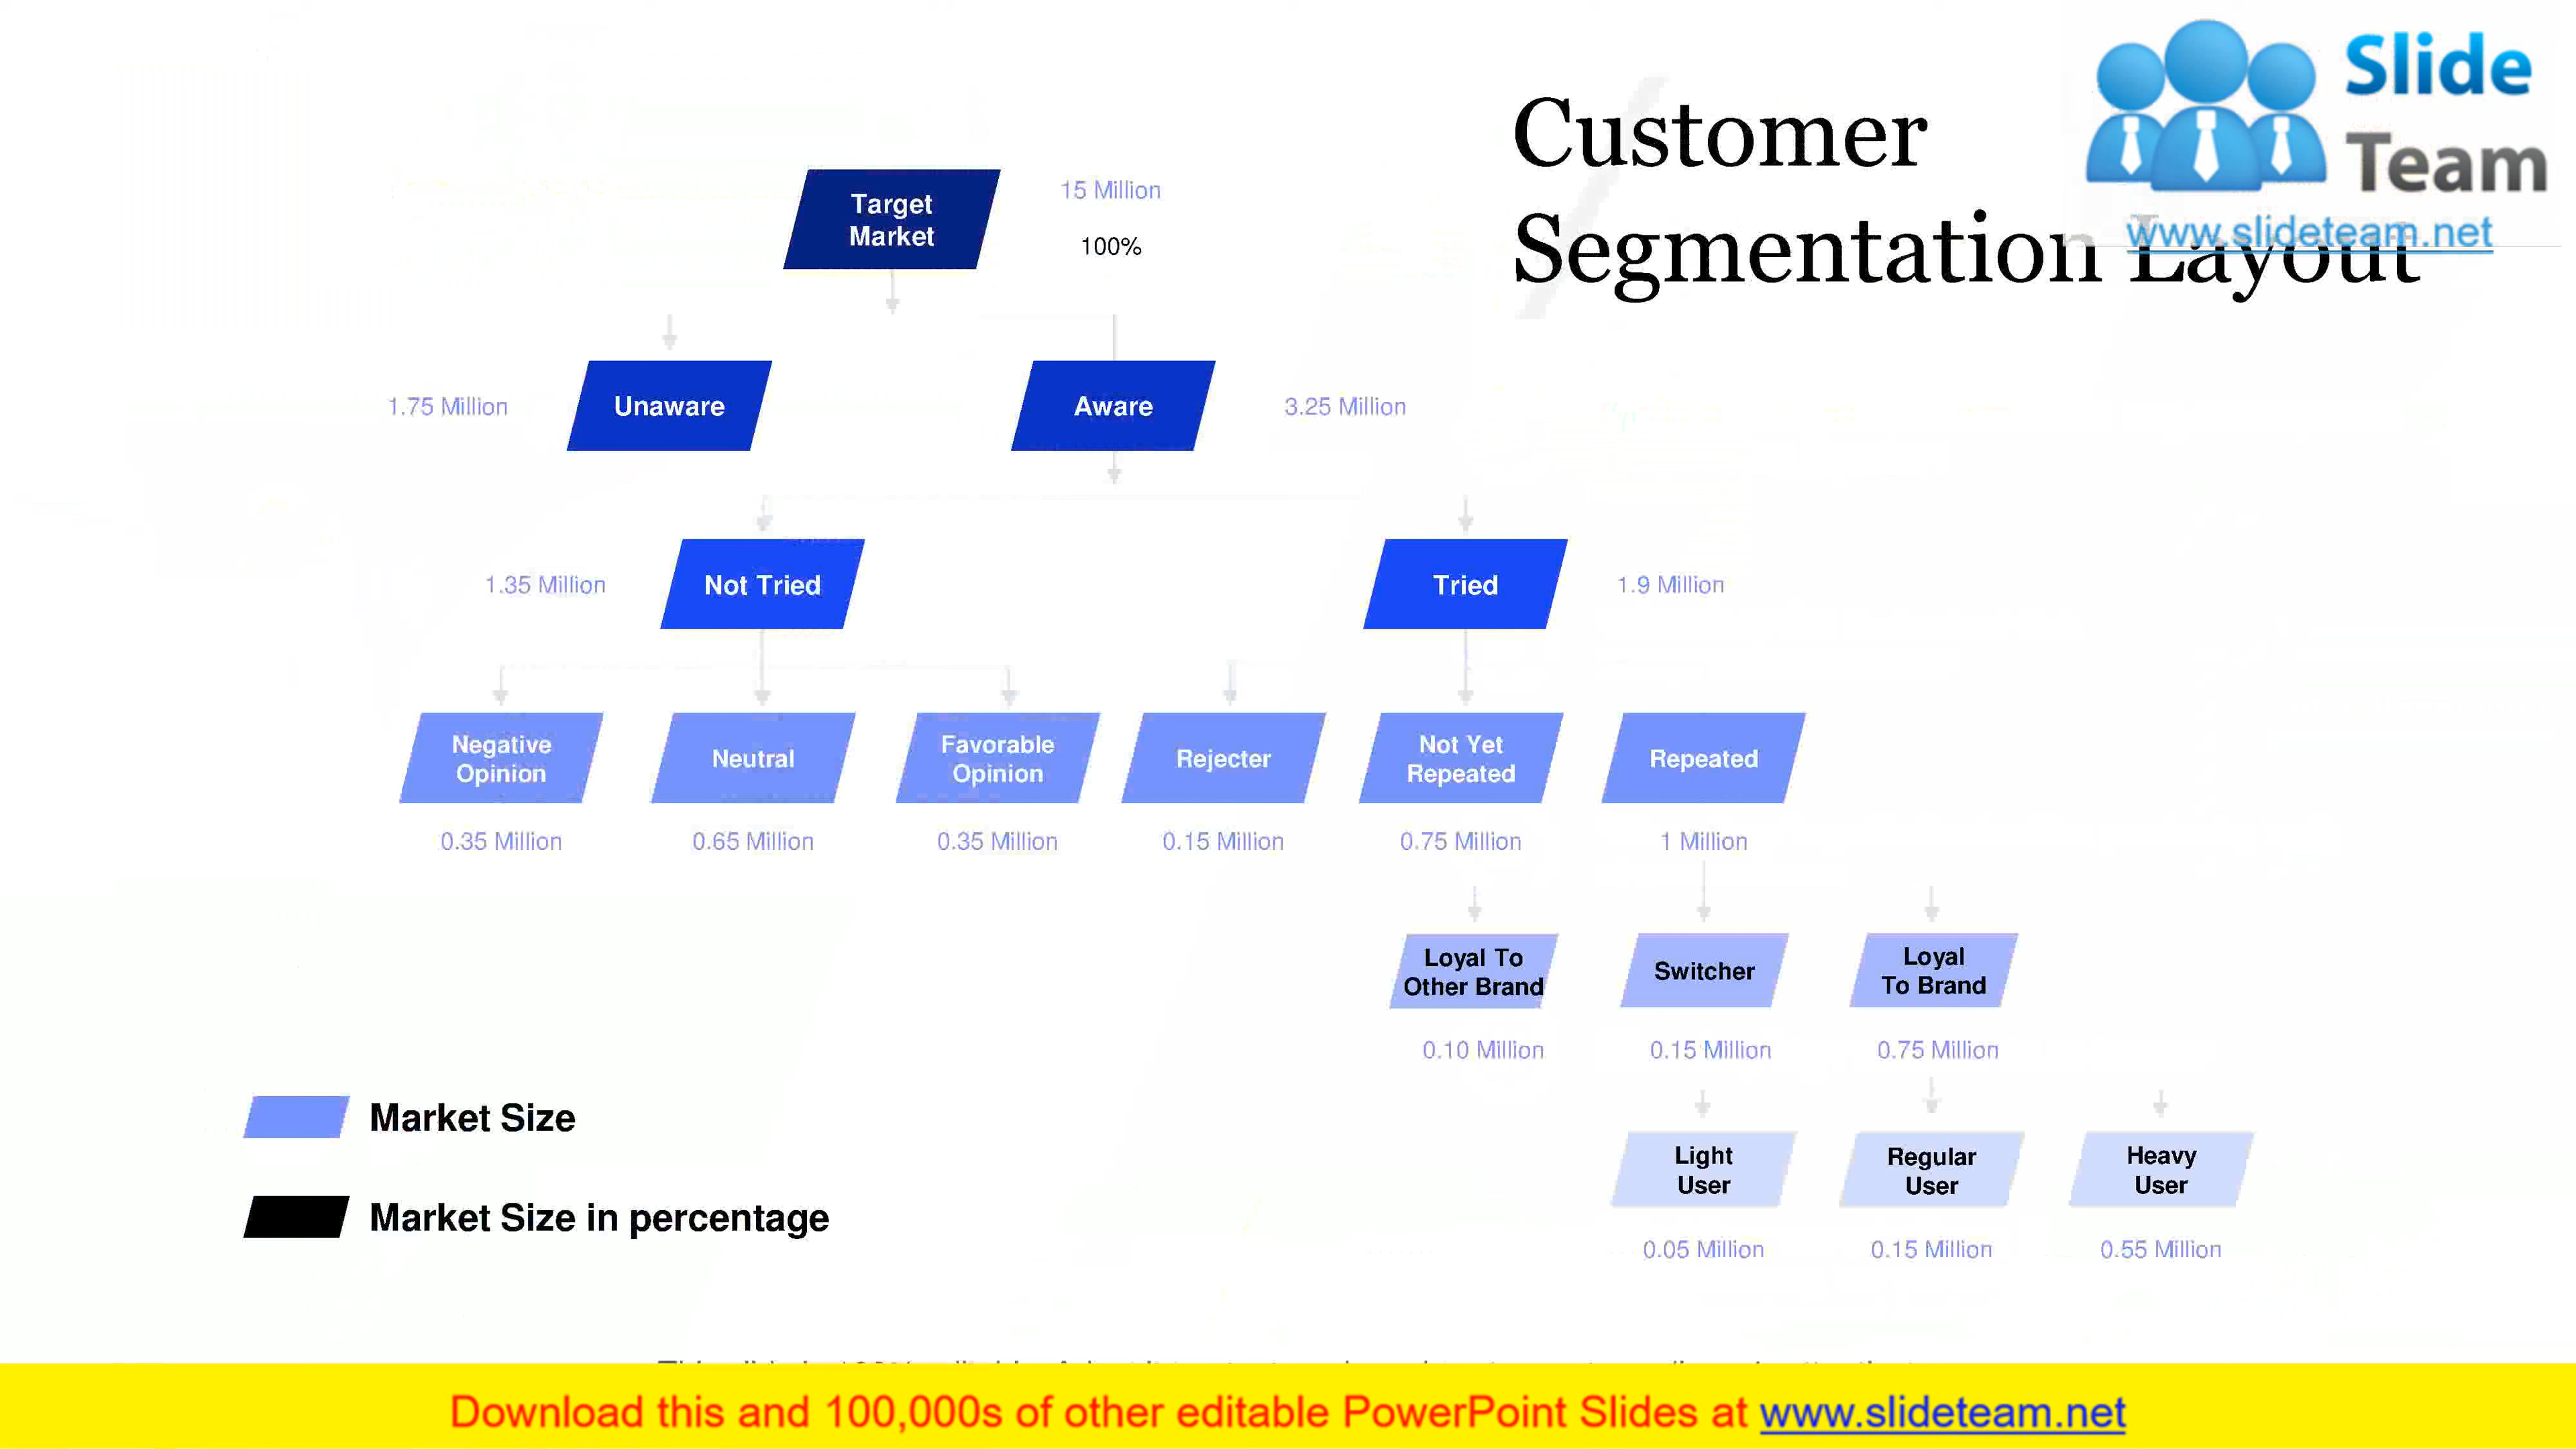 Customer
Segmentation Layout
Slide
Team
www.slideteam.net
Target
Market
15 Million
100%
1.75 Million
Unaware
Aware
3.25 Million
1.35 Million
Not Tried
Tried
1.9 Million
Negative
Opinion
Neutral
Favorable
Opinion
Rejecter
Not Yet
Repeated
Repeated
0.35 Million
0.65 Million
0.35 Million
0.15 Million
0.75 Million
1 Million
Loyal To
Other Brand
Switcher
Loyal
To Brand
0.10 Million
0.15 Million
0.75 Million
Light
User
Regular
User
Heavy
User
0.05 Million
0.15 Million
0.55 Million
Market Size
Market Size in percentage
Download this and 100,000s of other editable PowerPoint Slides at www.slideteam.net